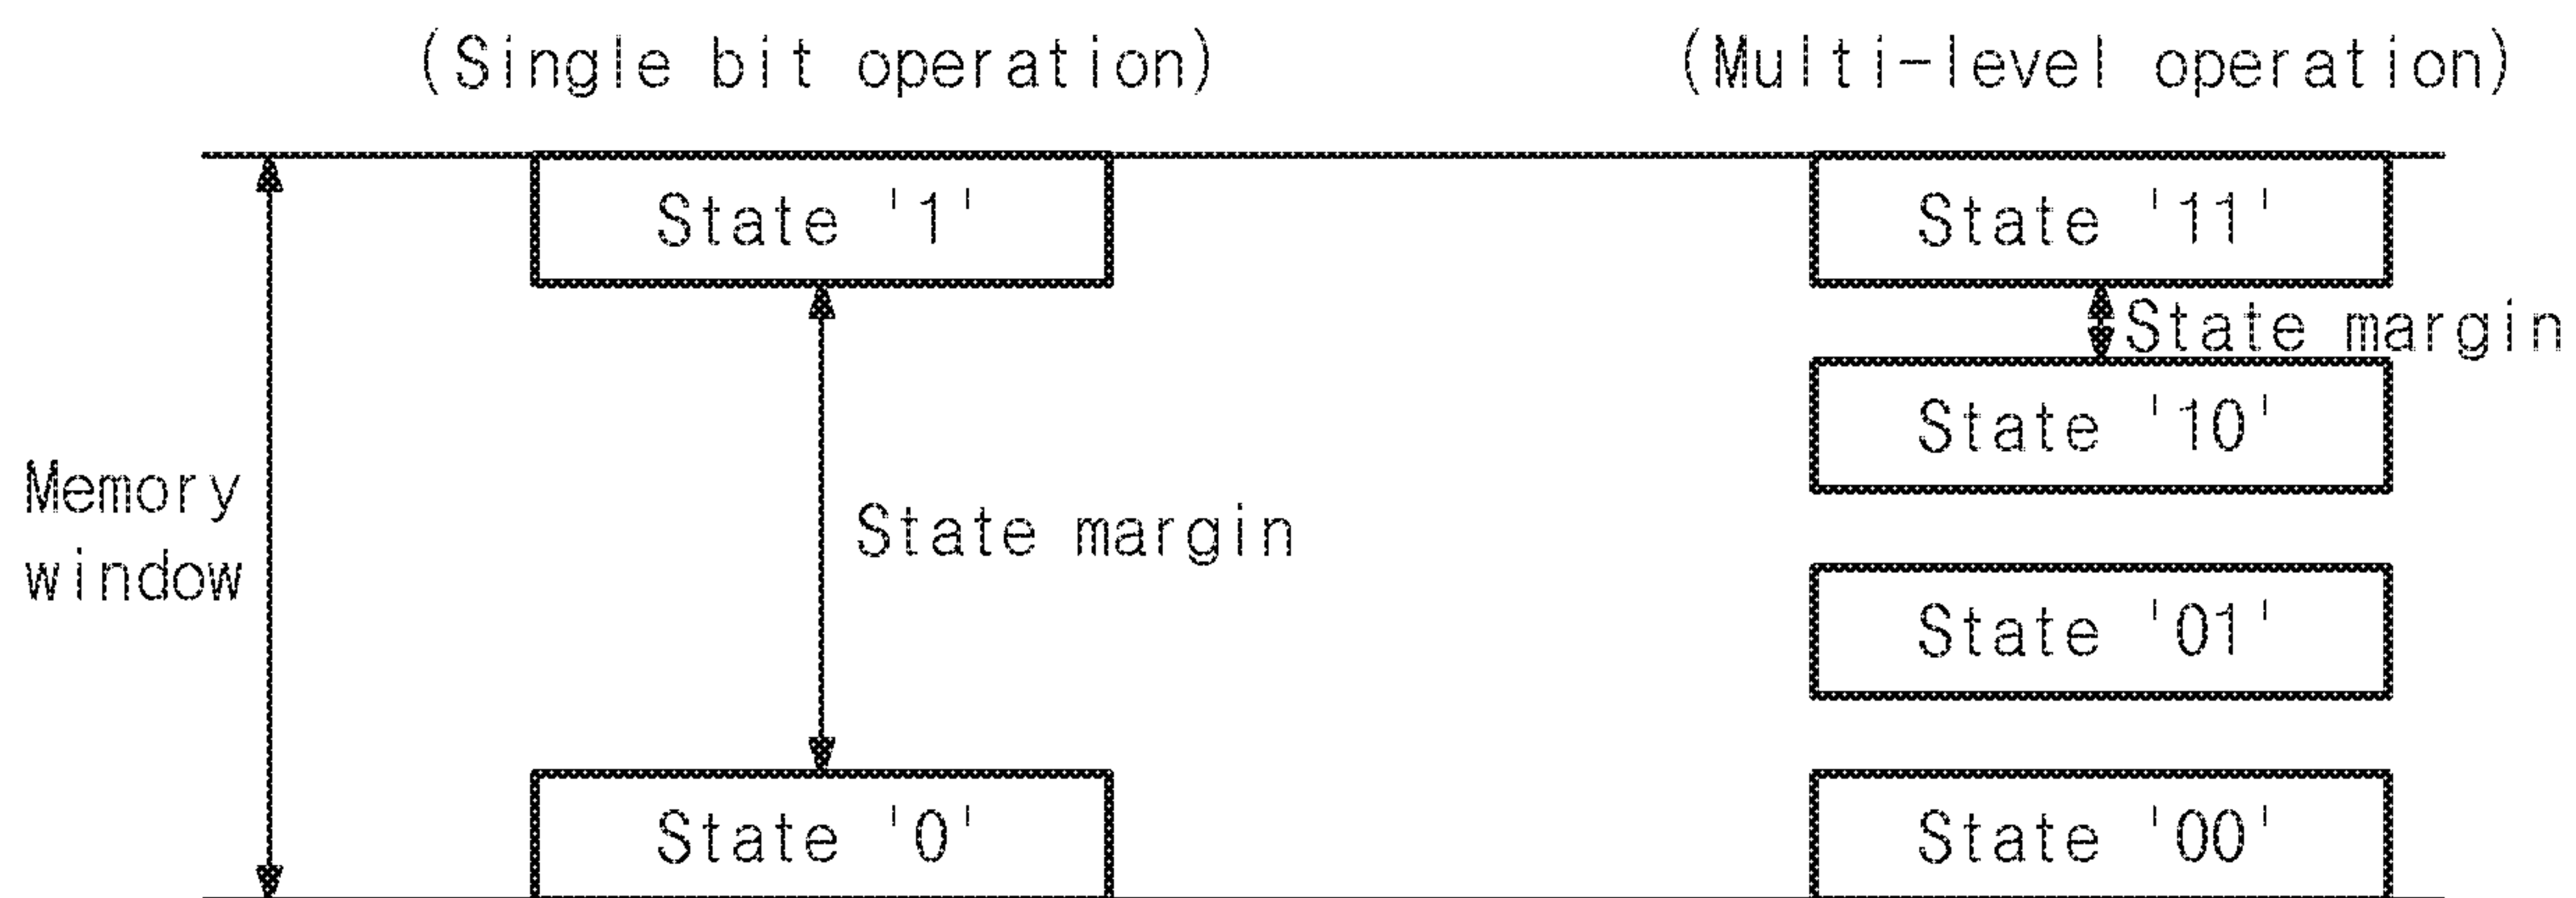 (Single bit operation)
(Multi-level operation)
State '1'
State '11'
State margin
State '10'
Memory
window
State margin
State '01'
State '0'
State '00'